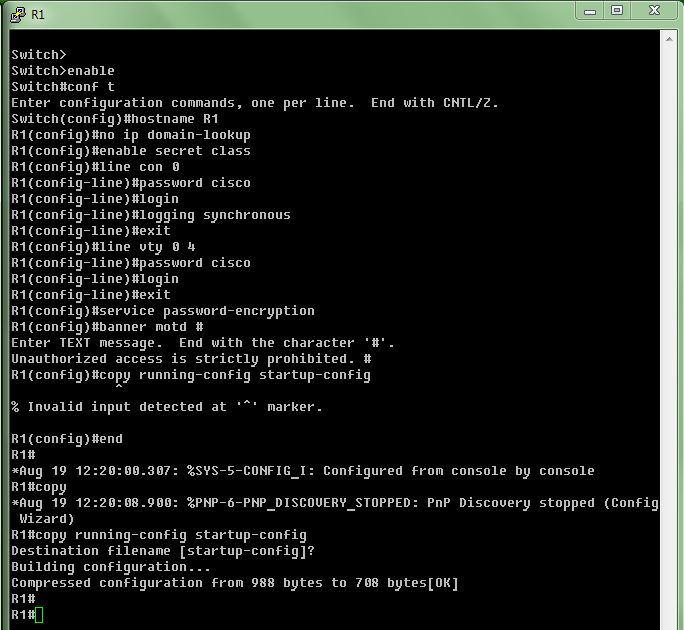 R1
Switch>
Switch>enable
Switch#conf t
Enter configuration commands, one per line.  End with CNTL/Z.
Switch(config)#hostname R1
R1(config)#no ip domain-lookup
R1(config)#enable secret class
R1(config)#line con 0
R1(config-line)#password cisco
R1(config-line)#login
R1(config-line)#logging synchronous
R1(config-line)#exit
R1(config)#line vty 0 4
R1(config-line)#password cisco
R1(config-line)#login
R1(config-line)#exit
R1(config)#service password-encryption
R1(config)#banner motd #
Enter TEXT message.  End with the character '#'.
Unauthorized access is strictly prohibited. #
R1(config)#copy running-config startup-config
             ^
% Invalid input detected at '^' marker.
R1(config)#end
R1#
*Aug 19 12:20:00.307: %SYS-5-CONFIG_I: Configured from console by console
R1#copy
*Aug 19 12:20:08.900: %PNP-6-PNP_DISCOVERY_STOPPED: PnP Discovery stopped (Config
 Wizard)
R1#copy running-config startup-config
Destination filename [startup-config]?
Building configuration...
Compressed configuration from 988 bytes to 708 bytes[OK]
R1#
R1#